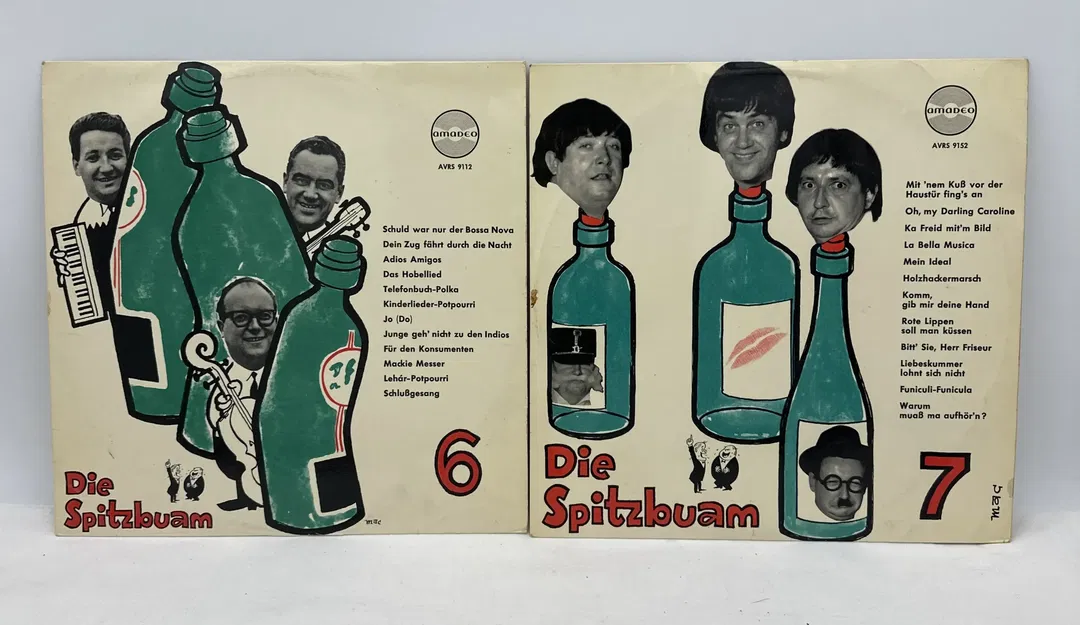 amadeo
AVRS 9112
Schuld war nur der Bossa Nova
Dein Zug fährt durch die Nacht
Adios Amigos
Das Hobellied
Telefonbuch-Polka
Kinderlieder-Potpourri
Jo (Do)
Junge geh' nicht zu den Indios
Für den Konsumenten
Mackie Messer
Lehár-Potpourri
Schlußgesang
6
Die
Spitzbuam
mac
amadeo
AVRS 9152
Mit 'nem Kuß vor der
Haustür fing's an
Oh, my Darling Caroline
Ka Freid mit'm Bild
La Bella Musica
Mein Ideal
Holzhackermarsch
Komm,
gib mir deine Hand
Rote Lippen
soll man küssen
Bitt' Sie, Herr Friseur
Liebeskummer
lohnt sich nicht
Funiculi-Funicula
Warum
muaß ma aufhör'n?
7
Die
Spitzbuam
mac